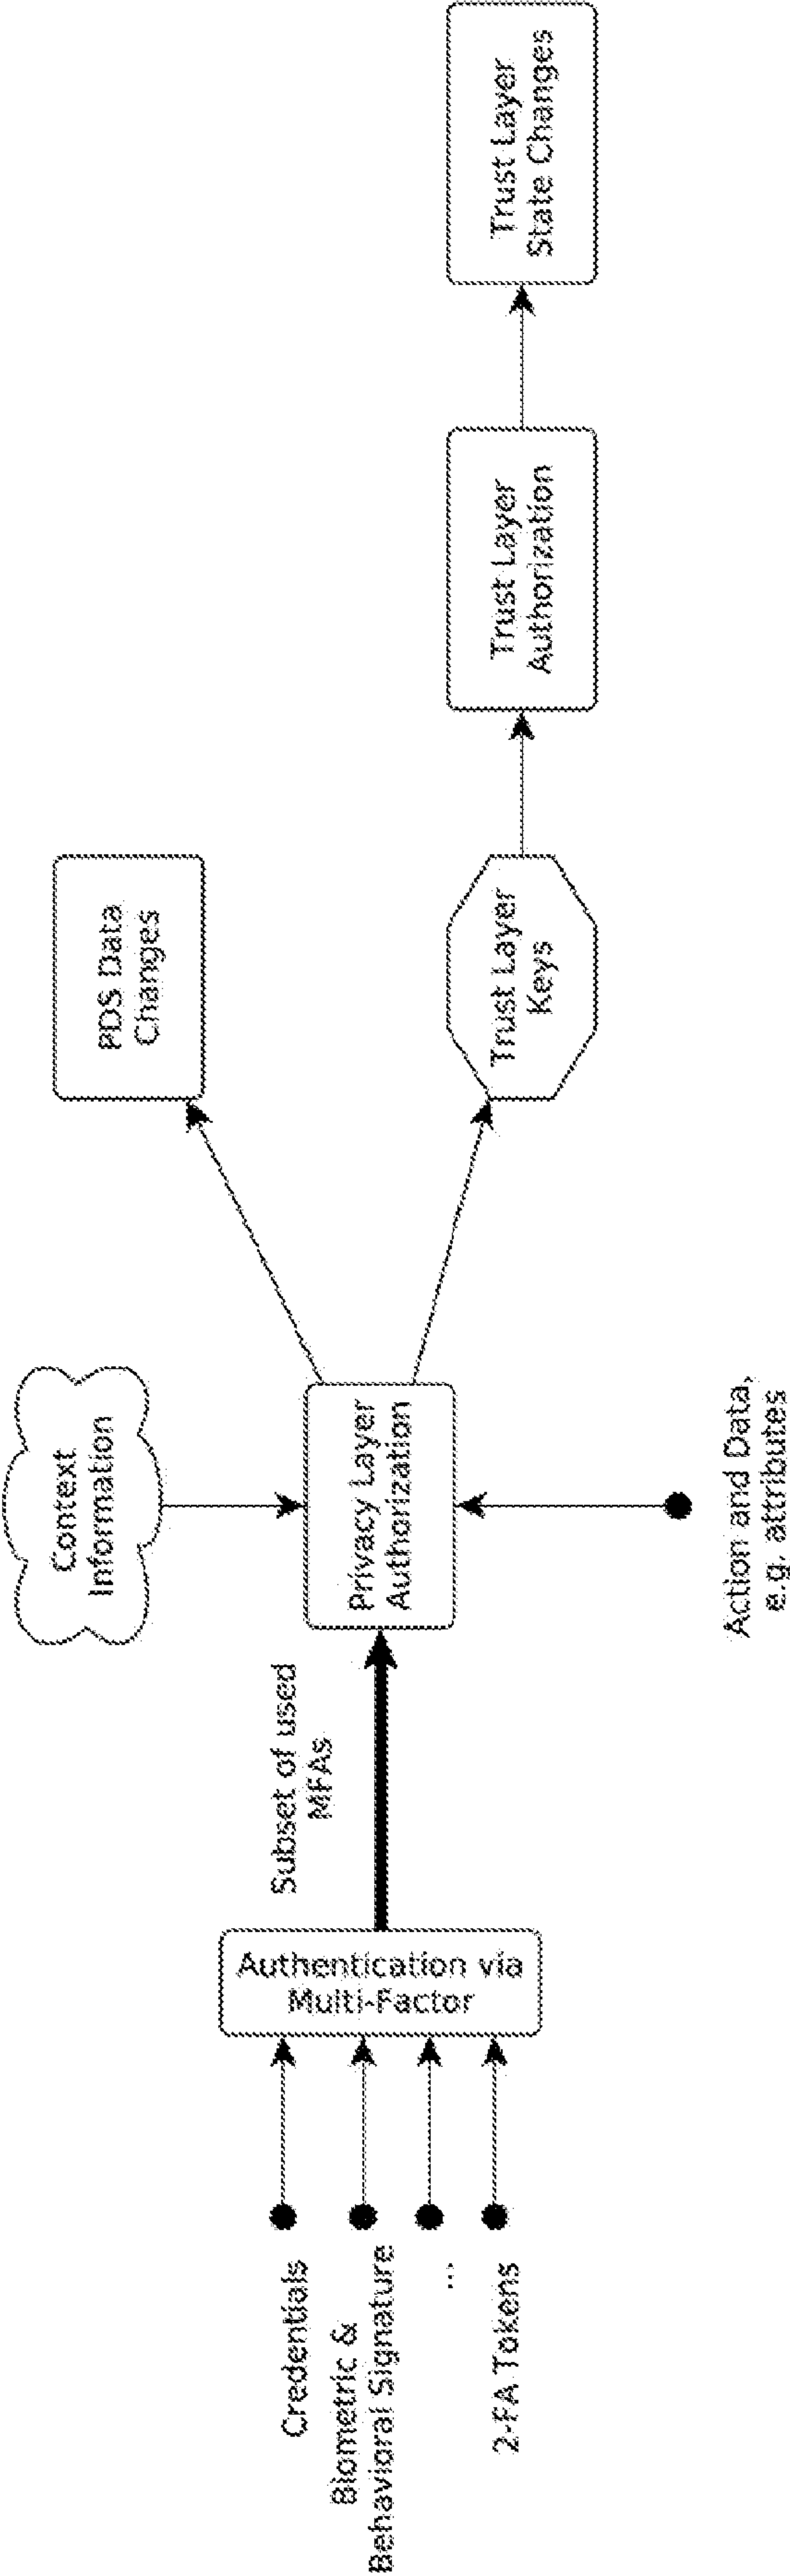 Credentials
Biometric &
Behavioral Signature
...
2-FA Tokens
Authentication via
Multi-Factor
Subset of used
MFAs
Context
Information
Privacy Layer
Authorization
Action and Data,
e.g. attributes
PDS Data
Changes
Trust Layer
Keys
Trust Layer
Authorization
Trust Layer
State Changes